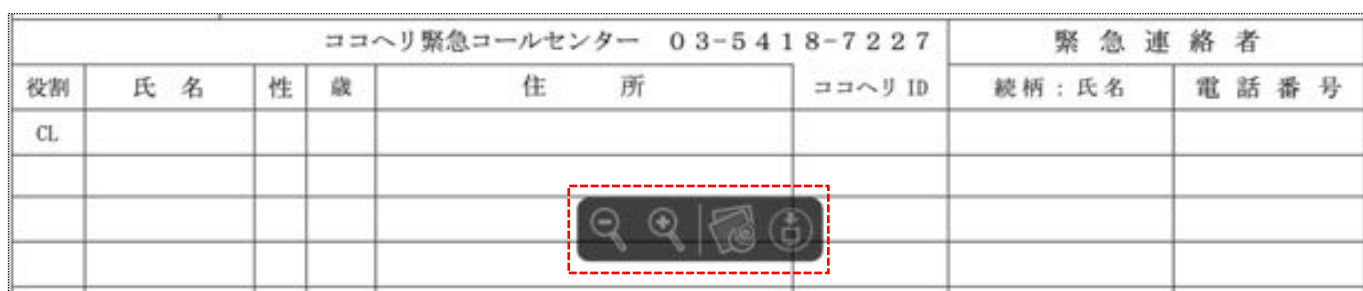 ココヘリ緊急コールセンター 03-5418-7227 緊急連絡者
役割 氏名 性 歳 住所 ココヘリ ID 続柄：氏名 電話番号
CL